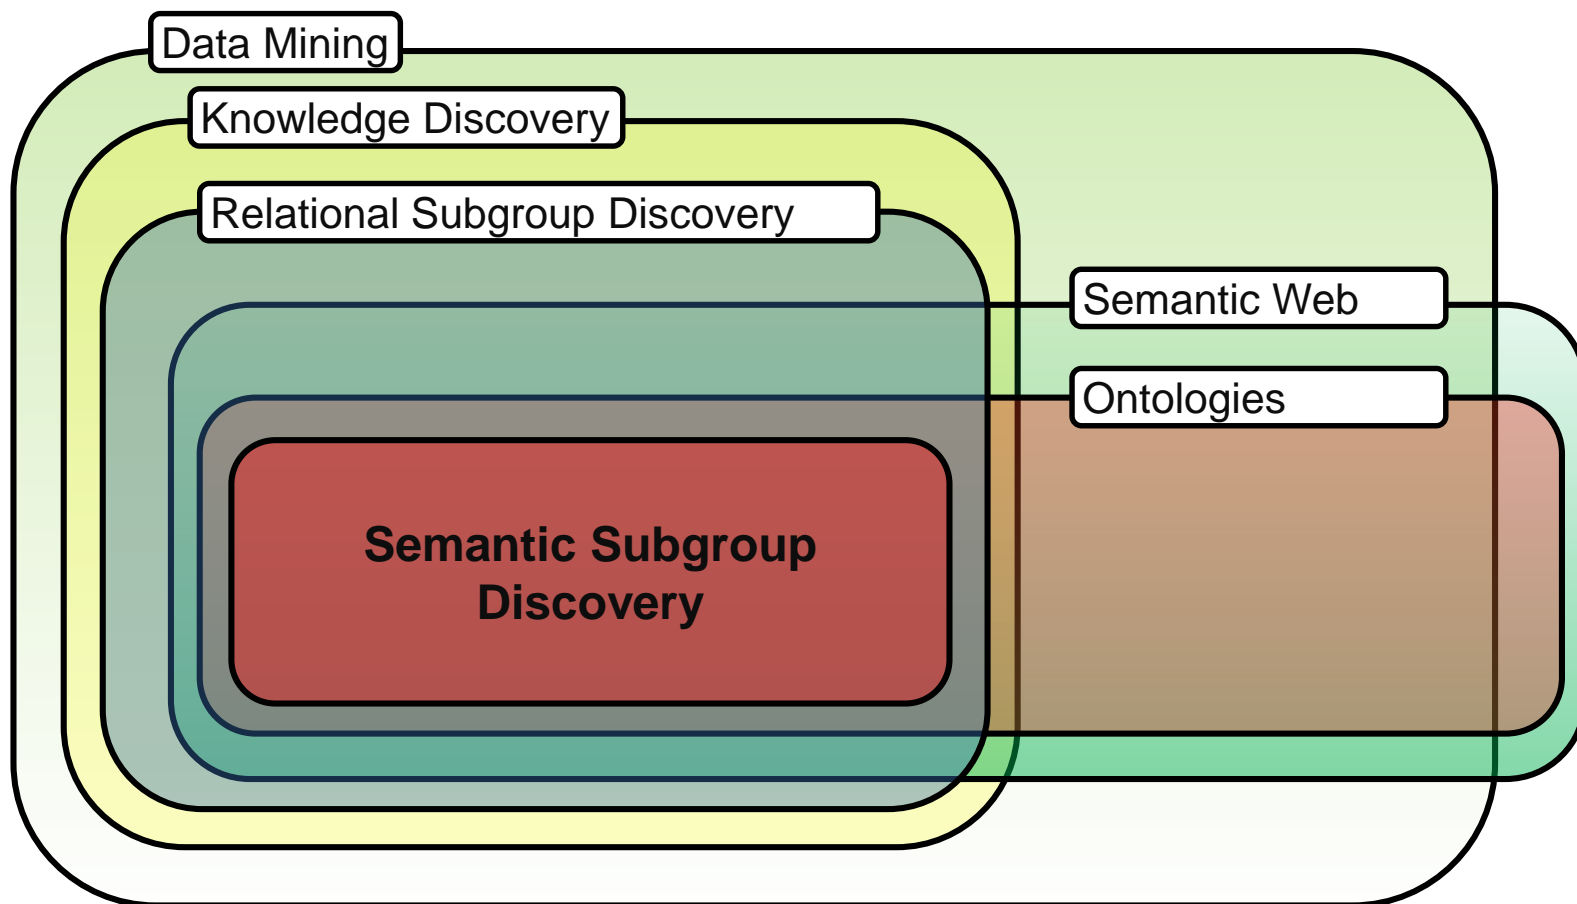 Data Mining
Knowledge Discovery
Relational Subgroup Discovery
Semantic Web
Ontologies
Semantic Subgroup
Discovery